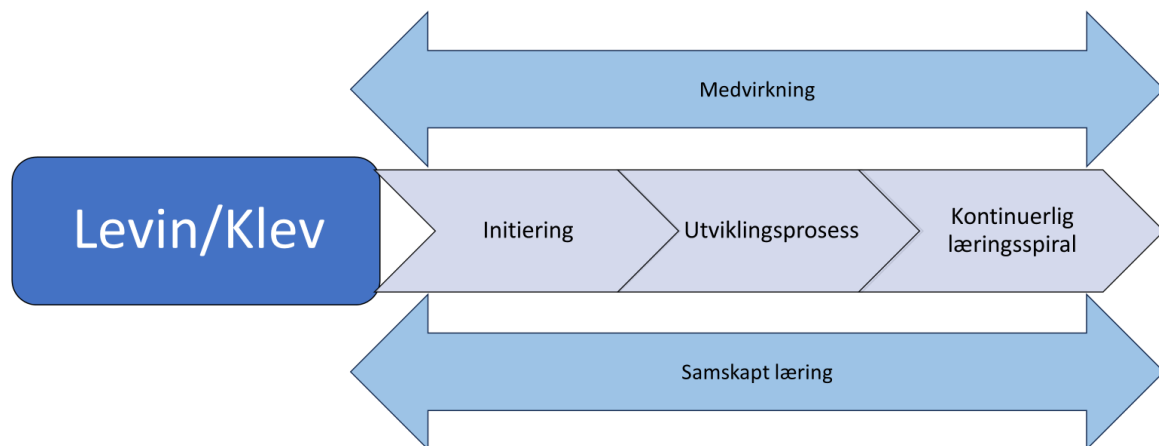 Medvirkning
Levin/Klev
Initiering
Utviklingsprosess
Kontinuerlig
læringsspiral
Samskapt læring